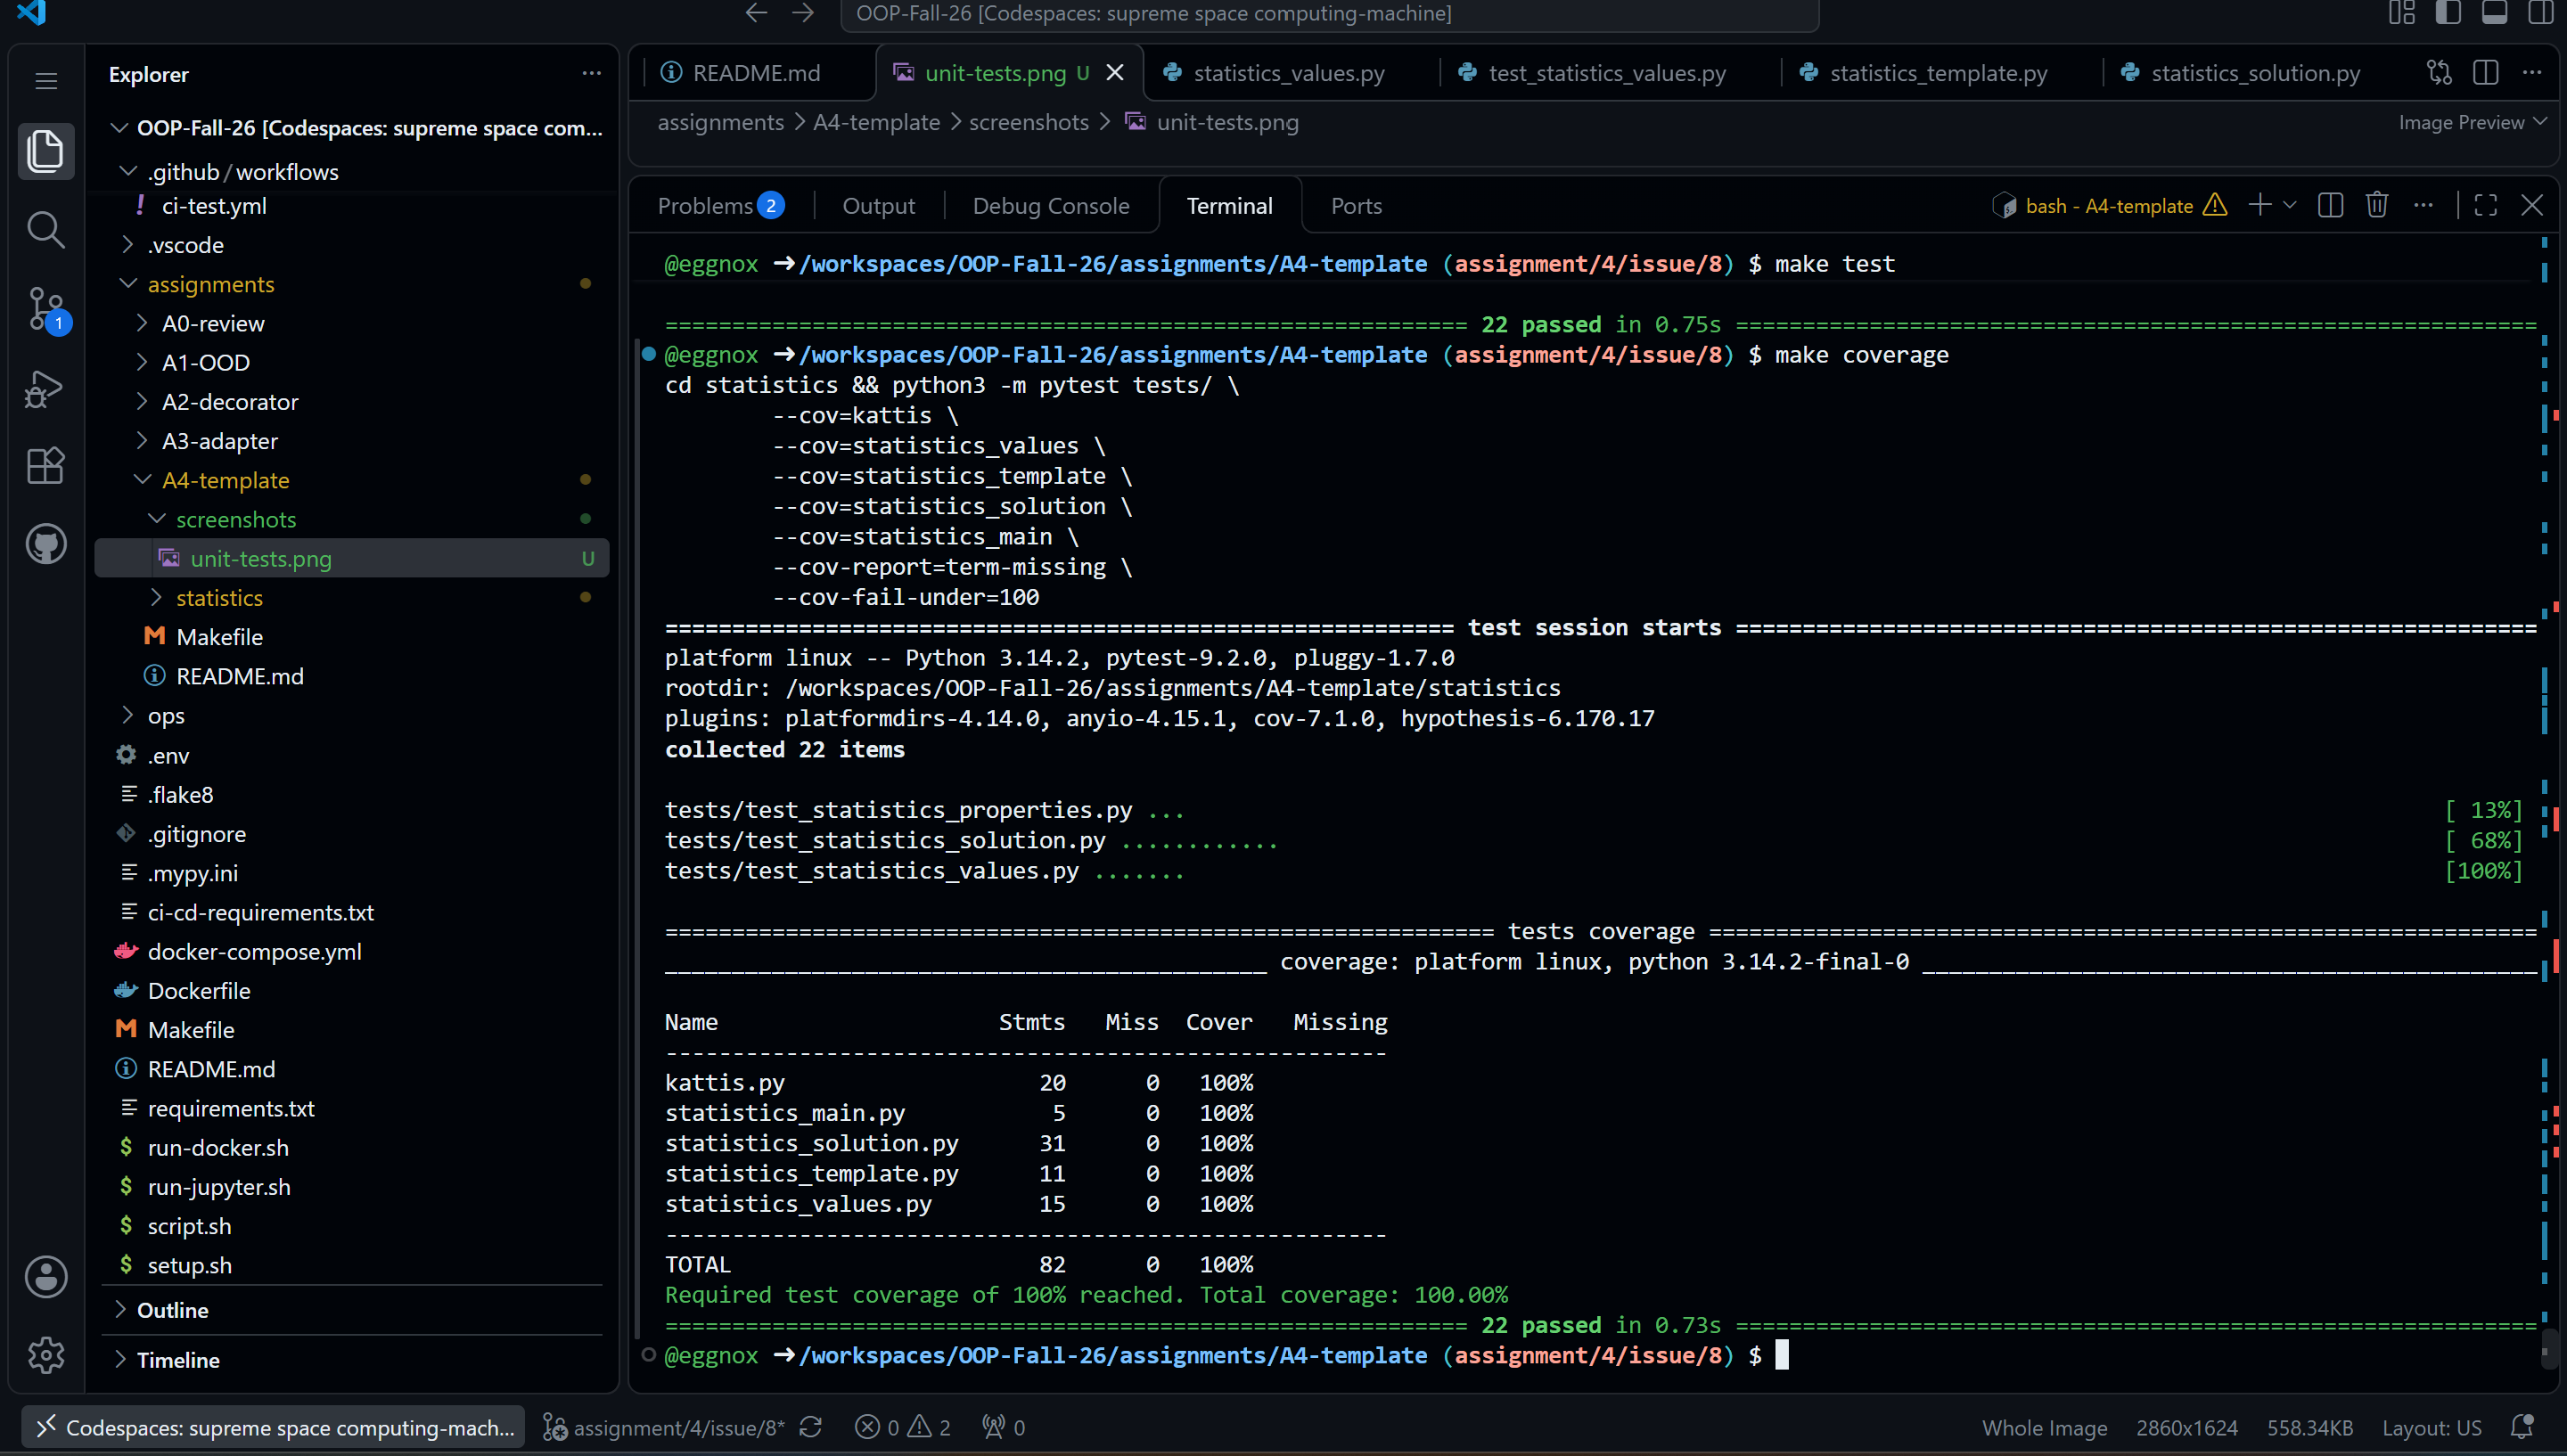 OOP-Fall-26 [Codespaces: supreme space computing-machine]
Explorer
OOP-Fall-26 [Codespaces: supreme space com...
.github/workflows
ci-test.yml
.vscode
assignments
A0-review
A1-OOD
A2-decorator
A3-adapter
A4-template
screenshots
unit-tests.png U
statistics
Makefile
README.md
ops
.env
.flake8
.gitignore
.mypy.ini
ci-cd-requirements.txt
docker-compose.yml
Dockerfile
Makefile
README.md
requirements.txt
run-docker.sh
run-jupyter.sh
script.sh
setup.sh
Outline
Timeline
1
README.md
unit-tests.png U
statistics_values.py
test_statistics_values.py
statistics_template.py
statistics_solution.py
assignments > A4-template > screenshots > unit-tests.png
Image Preview
Problems 2
Output
Debug Console
Terminal
Ports
bash - A4-template
@eggnox ➜/workspaces/OOP-Fall-26/assignments/A4-template (assignment/4/issue/8) $ make test
============================================================ 22 passed in 0.75s ============================================================
@eggnox ➜/workspaces/OOP-Fall-26/assignments/A4-template (assignment/4/issue/8) $ make coverage
cd statistics && python3 -m pytest tests/ \
--cov=kattis \
--cov=statistics_values \
--cov=statistics_template \
--cov=statistics_solution \
--cov=statistics_main \
--cov-report=term-missing \
--cov-fail-under=100
=========================================================== test session starts ============================================================
platform linux -- Python 3.14.2, pytest-9.2.0, pluggy-1.7.0
rootdir: /workspaces/OOP-Fall-26/assignments/A4-template/statistics
plugins: platformdirs-4.14.0, anyio-4.15.1, cov-7.1.0, hypothesis-6.170.17
collected 22 items
tests/test_statistics_properties.py ... [ 13%]
tests/test_statistics_solution.py ............ [ 68%]
tests/test_statistics_values.py ....... [100%]
============================================================== tests coverage ==============================================================
_____________________________________________ coverage: platform linux, python 3.14.2-final-0 ______________________________________________
Name Stmts Miss Cover Missing
------------------------------------------------------
kattis.py 20 0 100%
statistics_main.py 5 0 100%
statistics_solution.py 31 0 100%
statistics_template.py 11 0 100%
statistics_values.py 15 0 100%
------------------------------------------------------
TOTAL 82 0 100%
Required test coverage of 100% reached. Total coverage: 100.00%
============================================================ 22 passed in 0.73s ============================================================
@eggnox ➜/workspaces/OOP-Fall-26/assignments/A4-template (assignment/4/issue/8) $
Codespaces: supreme space computing-mach...
assignment/4/issue/8*
0 2
0
Whole Image
2860x1624
558.34KB
Layout: US